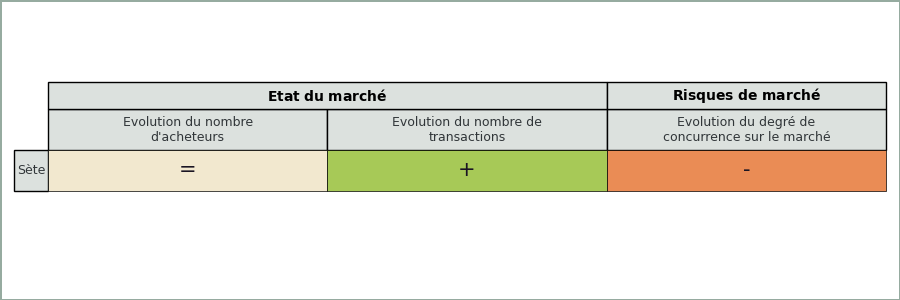 Etat du marché
Risques de marché
Evolution du nombre
d'acheteurs
Evolution du nombre de
transactions
Evolution du degré de
concurrence sur le marché
Sète
=
+
-